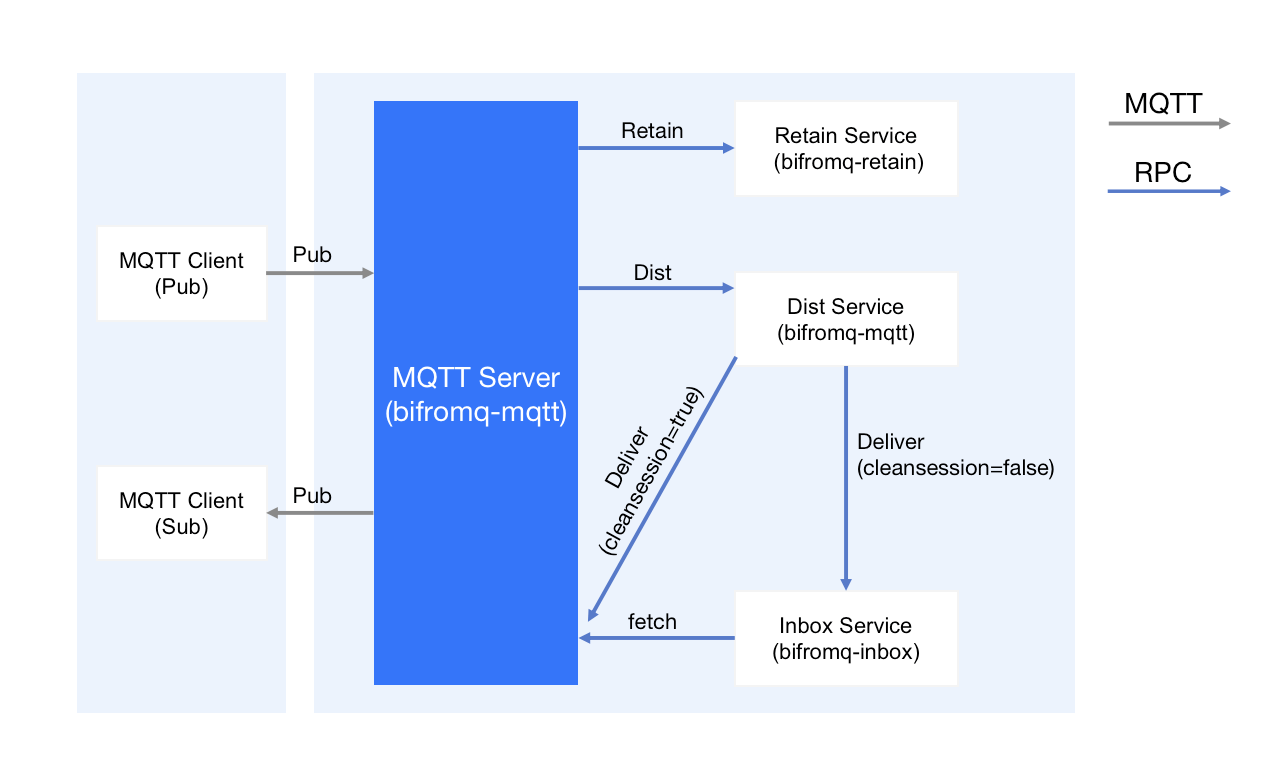 MQTT
RPC
Retain
Retain Service
(bifromq-retain)
MQTT Client
(Pub)
Pub
Dist
Dist Service
(bifromq-mqtt)
MQTT Server
(bifromq-mqtt)
Deliver
(cleansession=true)
Deliver
(cleansession=false)
MQTT Client
(Sub)
Pub
fetch
Inbox Service
(bifromq-inbox)